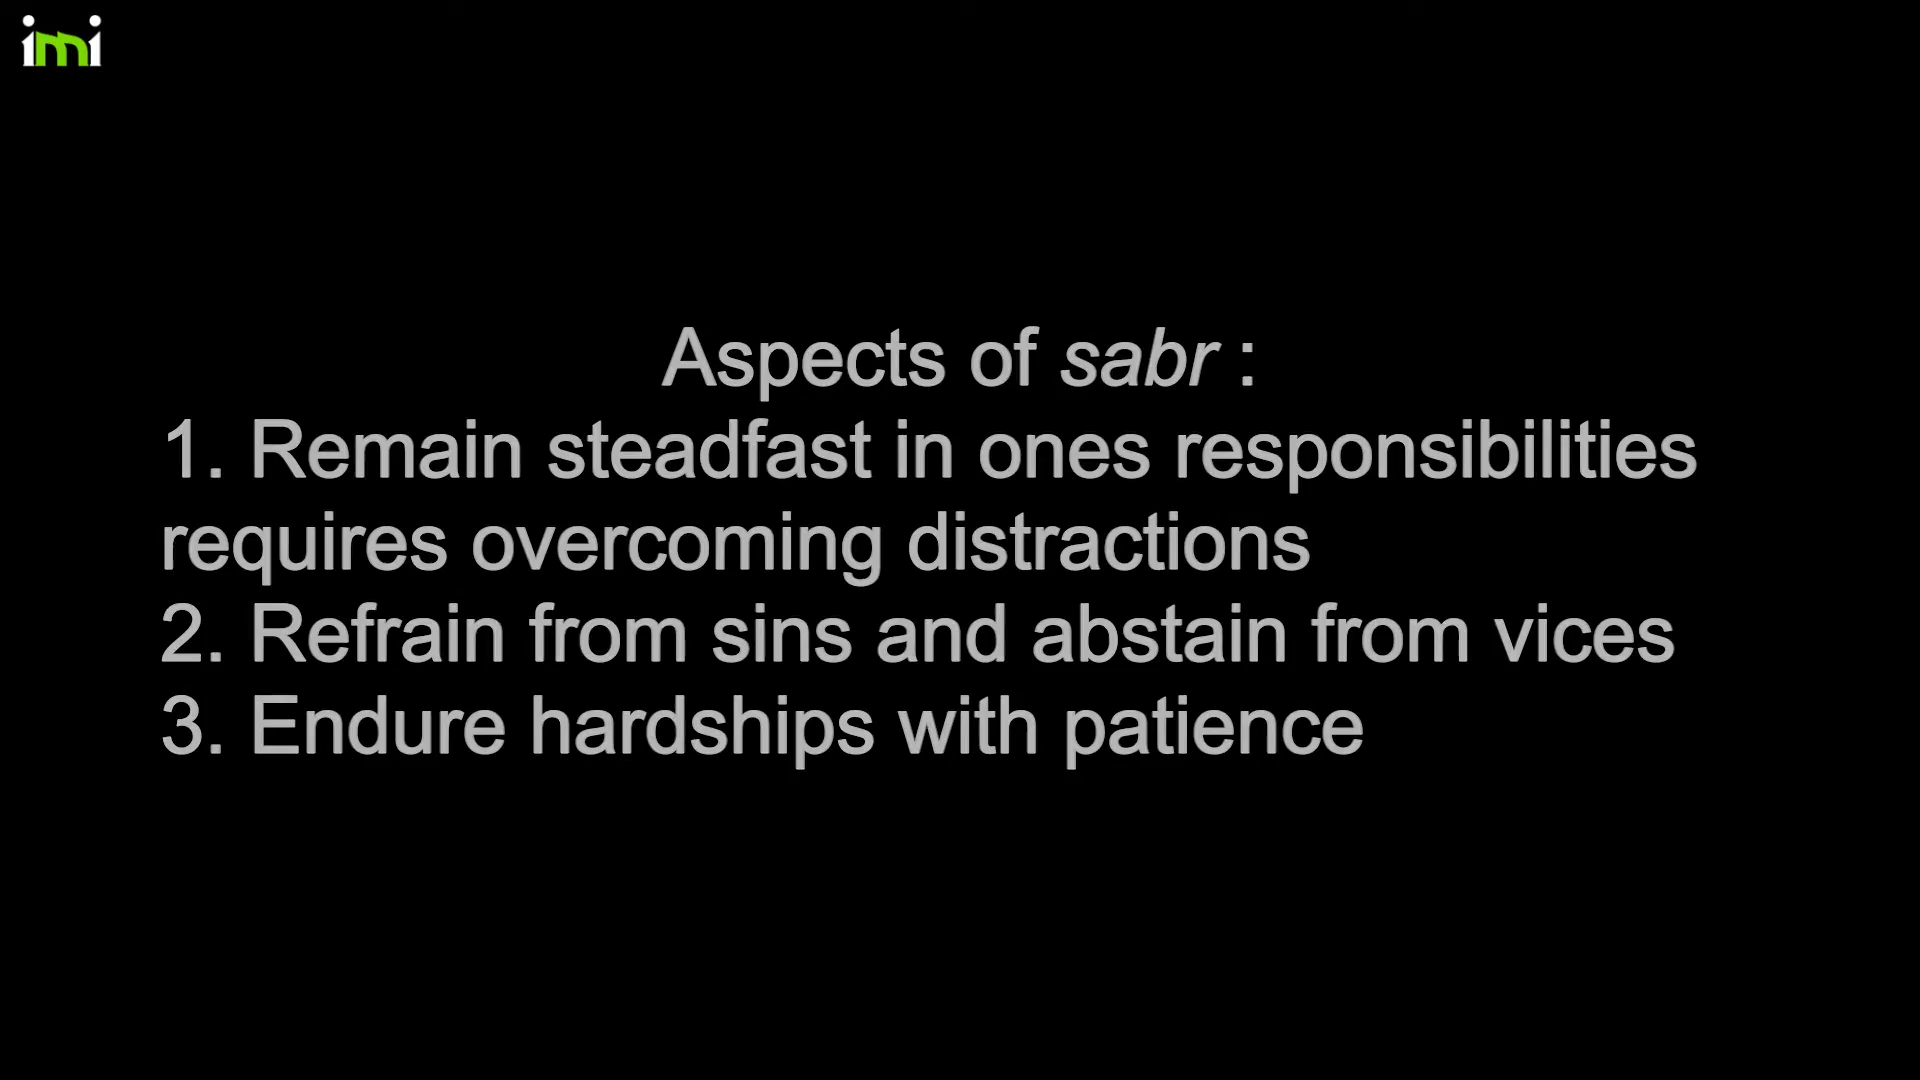 imi
Aspects of sabr :
1. Remain steadfast in ones responsibilities
requires overcoming distractions
2. Refrain from sins and abstain from vices
3. Endure hardships with patience